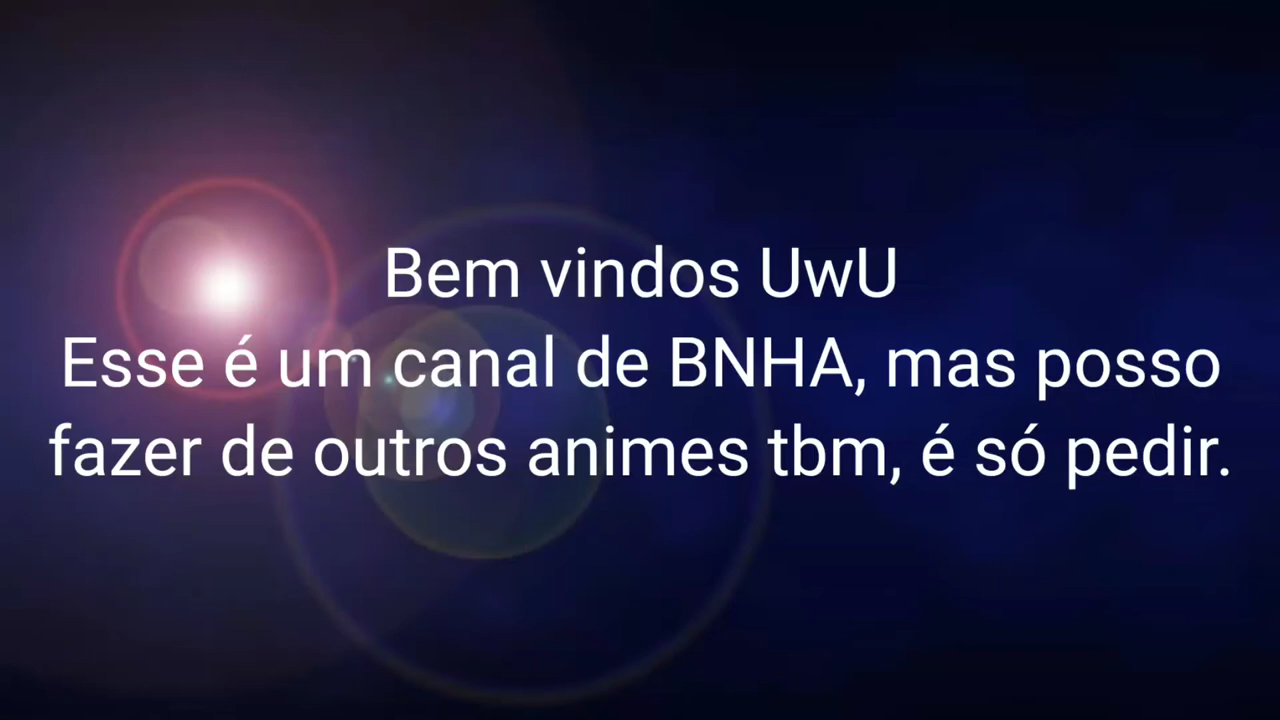 Bem vindos UwU
Esse é um canal de BNHA, mas posso
fazer de outros animes tbm, é só pedir.